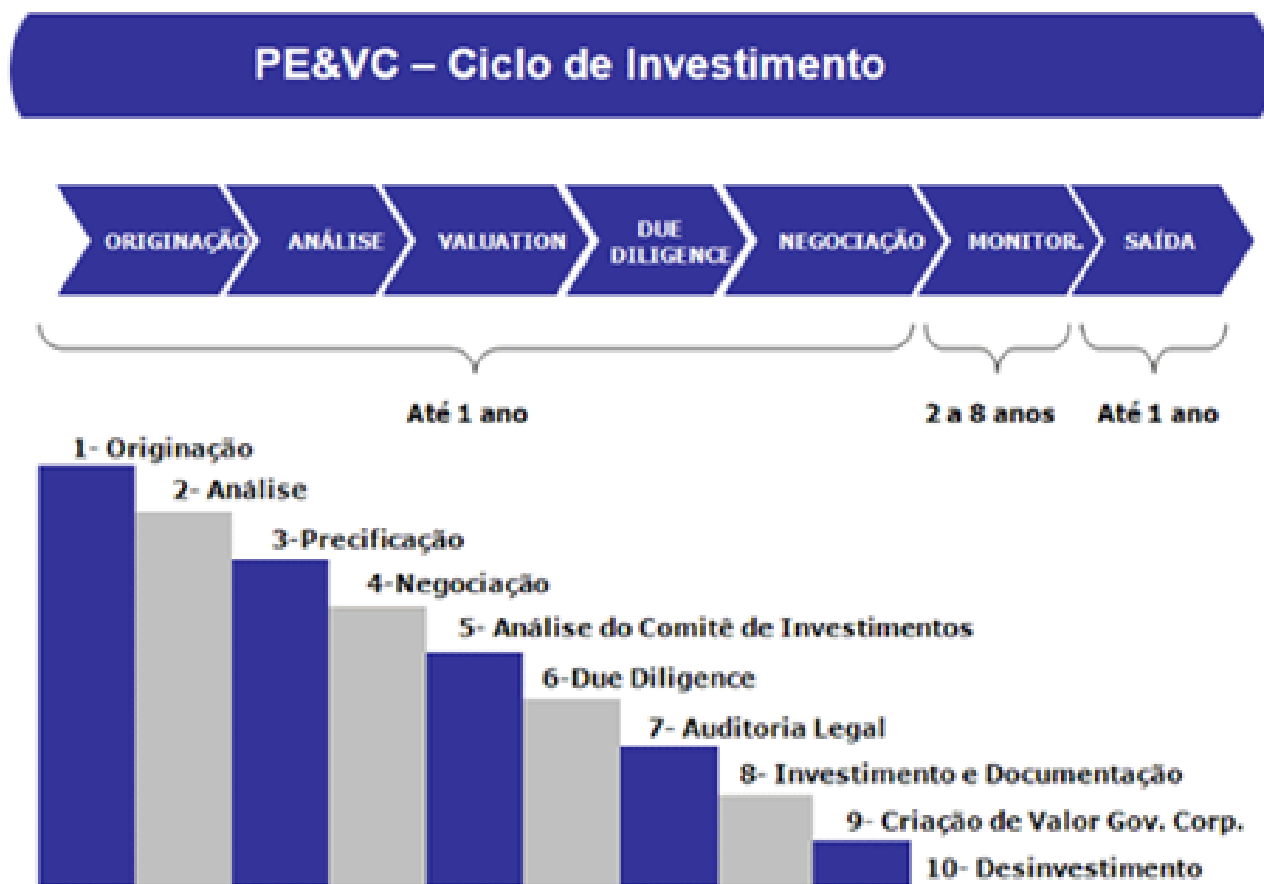 PE&VC – Ciclo de Investimento
ORIGINAÇÃO
ANÁLISE
VALUATION
DUE
DILIGENCE
NEGOCIAÇÃO
MONITOR.
SAÍDA
Até 1 ano
2 a 8 anos
Até 1 ano
1- Originação
2- Análise
3-Precificação
4-Negociação
5- Análise do Comitê de Investimentos
6-Due Diligence
7- Auditoria Legal
8- Investimento e Documentação
9- Criação de Valor Gov. Corp.
10- Desinvestimento